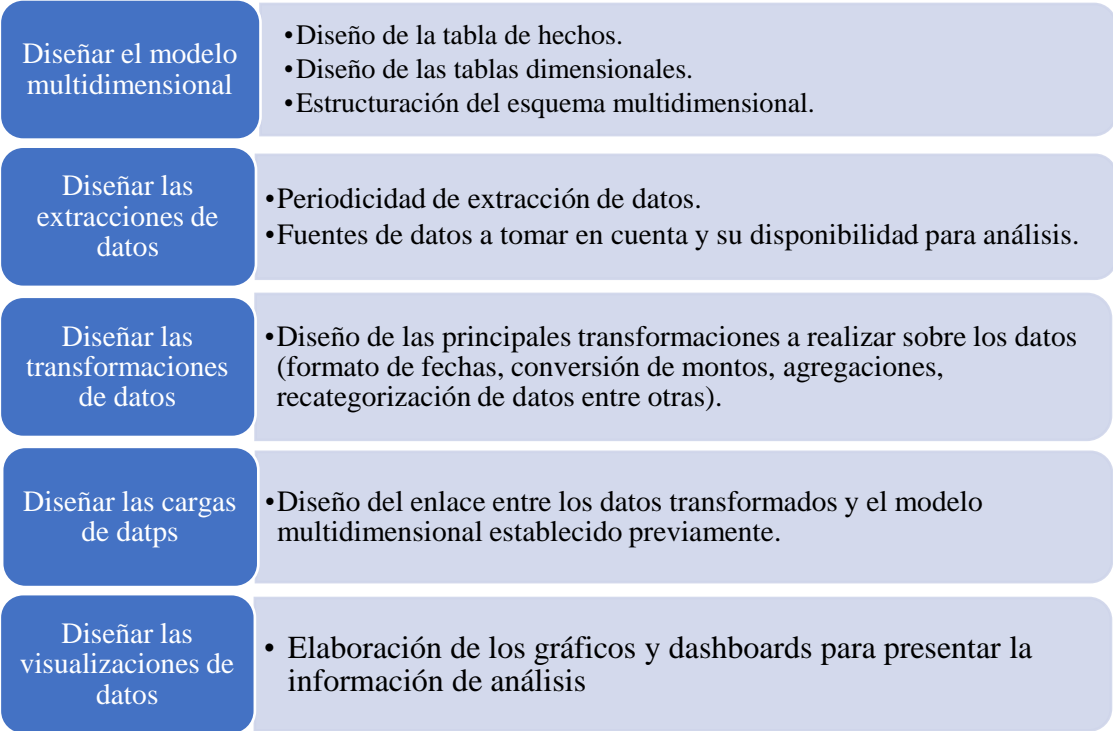 Diseñar el modelo
multidimensional
•Diseño de la tabla de hechos.
•Diseño de las tablas dimensionales.
•Estructuración del esquema multidimensional.
Diseñar las
extracciones de
datos
•Periodicidad de extracción de datos.
•Fuentes de datos a tomar en cuenta y su disponibilidad para análisis.
Diseñar las
transformaciones
de datos
•Diseño de las principales transformaciones a realizar sobre los datos
(formato de fechas, conversión de montos, agregaciones,
recategorización de datos entre otras).
Diseñar las cargas
de datps
•Diseño del enlace entre los datos transformados y el modelo
multidimensional establecido previamente.
Diseñar las
visualizaciones de
datos
• Elaboración de los gráficos y dashboards para presentar la
información de análisis